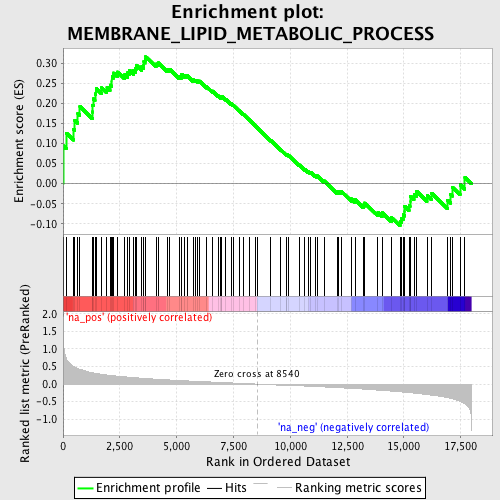 Enrichment plot:
MEMBRANE_LIPID_METABOLIC_PROCESS
Enrichment score (ES)
0.30
0.25
0.20
0.15
0.10
0.05
0.00
-0.05
-0.10
'na_pos' (positively correlated)
Ranked list metric (PreRanked)
2.0
1.5
1.0
0.5
0.0
-0.5
-1.0
Zero cross at 8540
'na_neg' (negatively correlated)
0
2,500
5,000
7,500
10,000
12,500
15,000
17,500
Rank in Ordered Dataset
Enrichment profile
Hits
Ranking metric scores